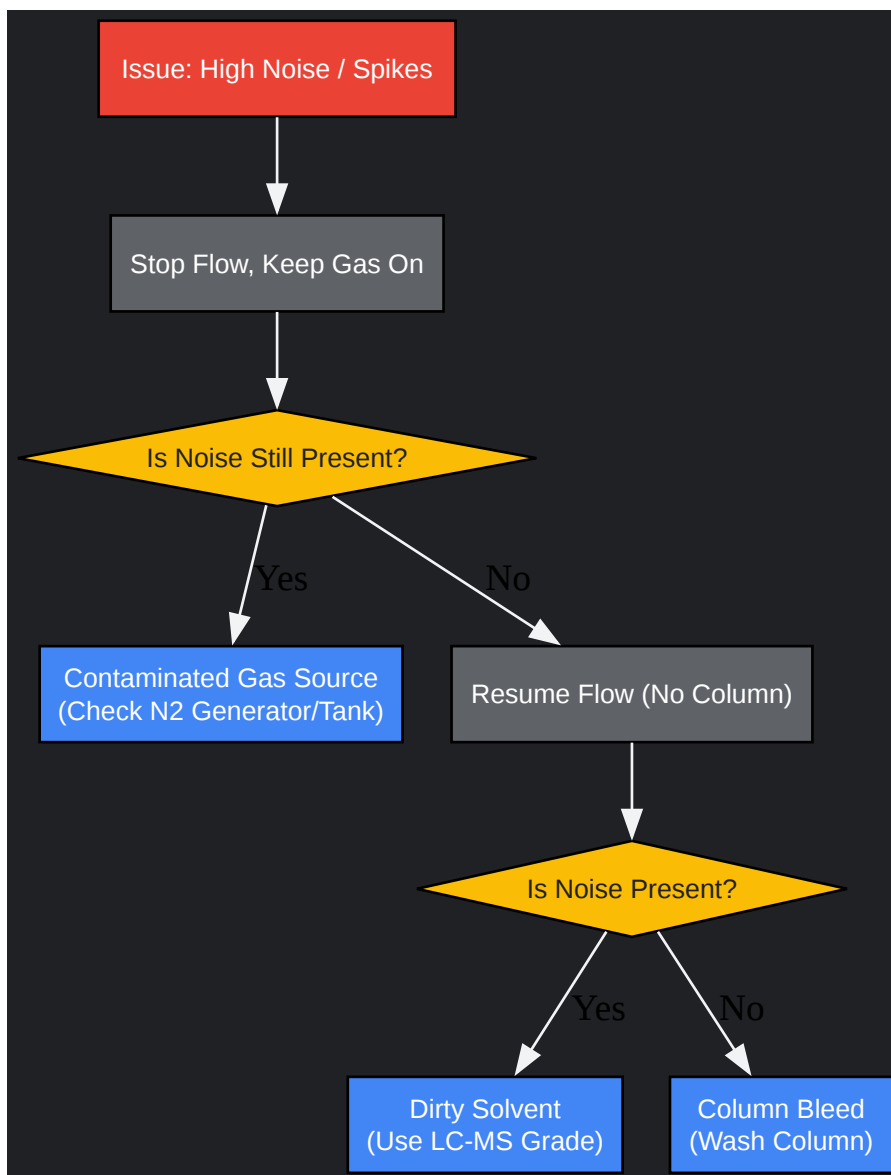 Issue: High Noise / Spikes
Stop Flow, Keep Gas On
Is Noise Still Present?
Yes
No
Contaminated Gas Source
(Check N2 Generator/Tank)
Resume Flow (No Column)
Is Noise Present?
Yes
No
Dirty Solvent
(Use LC-MS Grade)
Column Bleed
(Wash Column)